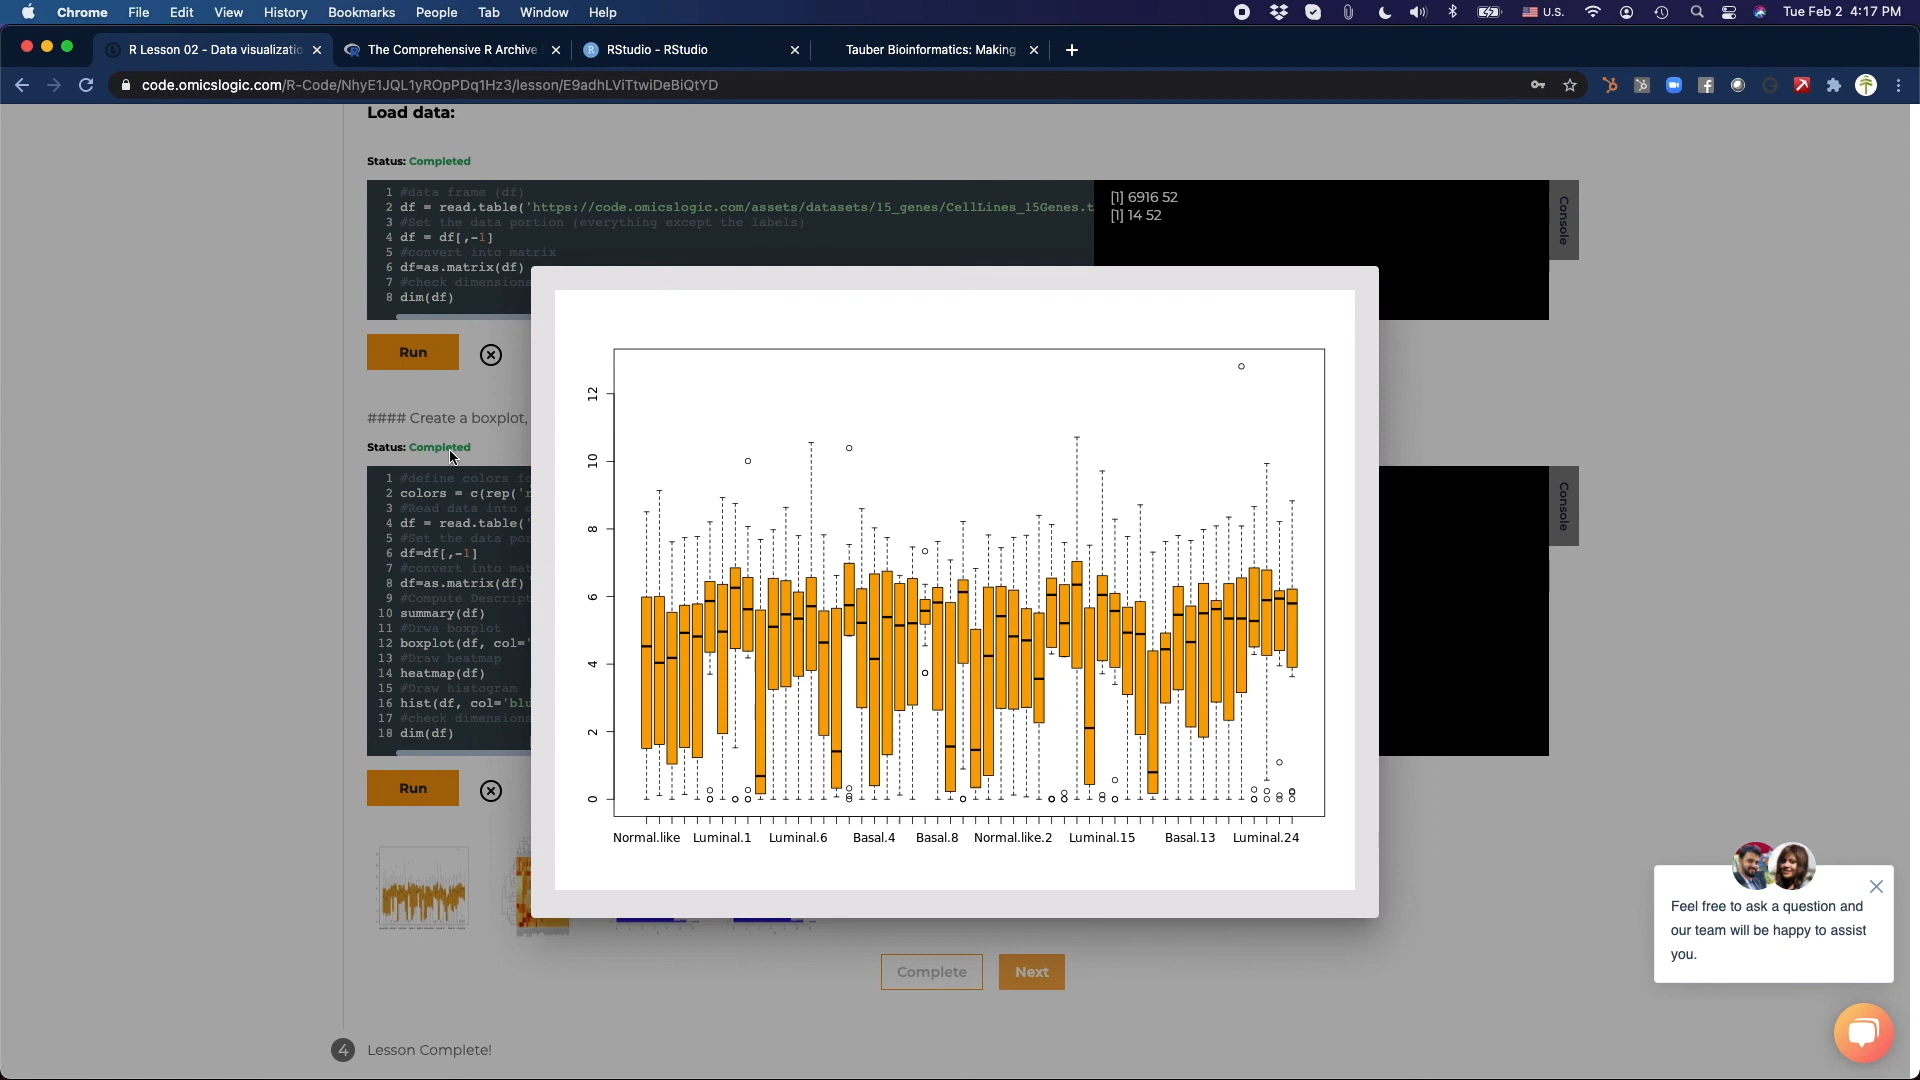 Chrome File Edit View History Bookmarks People Tab Window Help U.S. Tue Feb 2 4:17 PM
R Lesson 02 - Data visualizatio The Comprehensive R Archive RStudio - RStudio Tauber Bioinformatics: Making
code.omicslogic.com/R-Code/NhyE1JQL1yROpPDq1Hz3/lesson/E9adhLViTtwiDeBiQtYD
Load data:
Status: Completed
1 #data frame (df)
2 df = read.table('https://code.omicslogic.com/assets/datasets/15_genes/CellLines_15Genes.t
3 #Set the data portion (everything except the labels)
4 df = df[,-1]
5 #convert into matrix
6 df=as.matrix(df)
7 #check dimensions
8 dim(df)
[1] 6916 52
[1] 14 52
Console
Run
#### Create a boxplot,
Status: Completed
1 #define colors fo
2 colors = c(rep('r
3 #Read data into d
4 df = read.table('
5 #Set the data por
6 df=df[,-1]
7 #convert into mat
8 df=as.matrix(df)
9 #Compute Descript
10 summary(df)
11 #Drwa boxplot
12 boxplot(df, col='
13 #Draw heatmap
14 heatmap(df)
15 #Draw histogram
16 hist(df, col='blu
17 #check dimensions
18 dim(df)
Console
Run
12
10
8
6
4
2
0
Normal.like Luminal.1 Luminal.6 Basal.4 Basal.8 Normal.like.2 Luminal.15 Basal.13 Luminal.24
Complete Next
4 Lesson Complete!
Feel free to ask a question and
our team will be happy to assist
you.